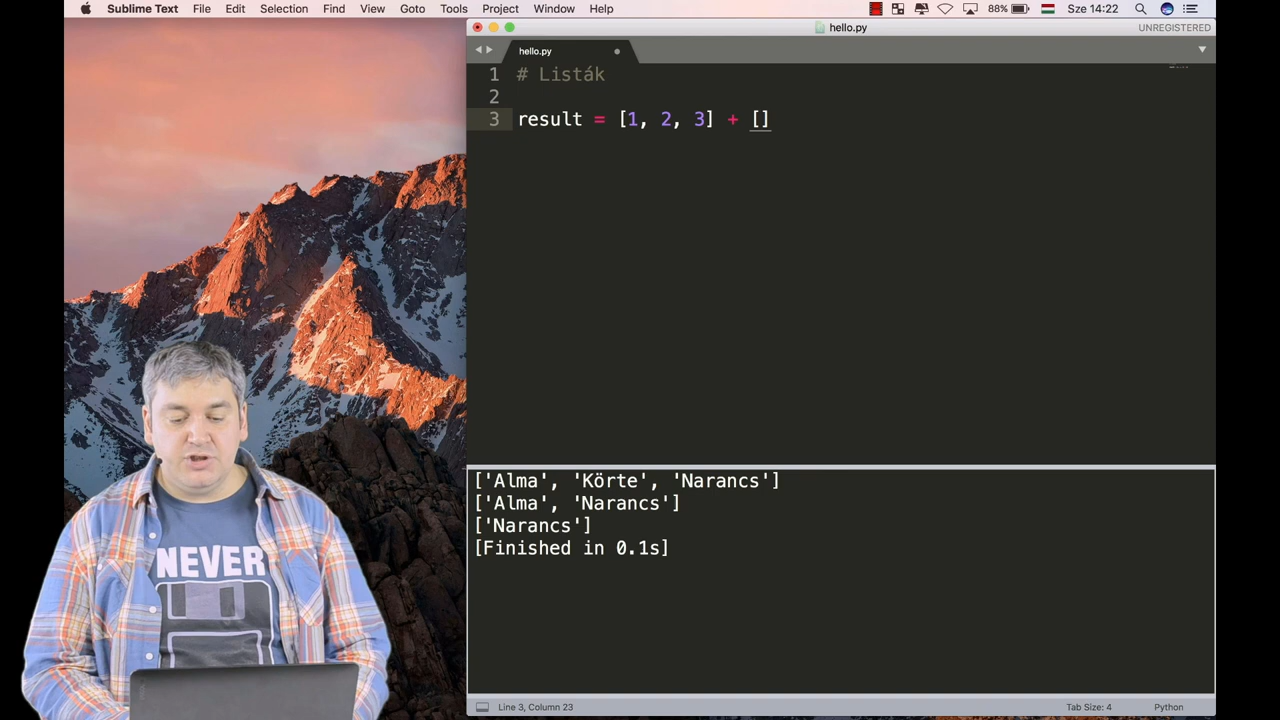 Sublime Text File Edit Selection Find View Goto Tools Project Window Help 88% Sze 14:22
hello.py UNREGISTERED
hello.py
1 # Listák
2
3 result = [1, 2, 3] + []
['Alma', 'Körte', 'Narancs']
['Alma', 'Narancs']
['Narancs']
[Finished in 0.1s]
NEVER
Line 3, Column 23 Tab Size: 4 Python